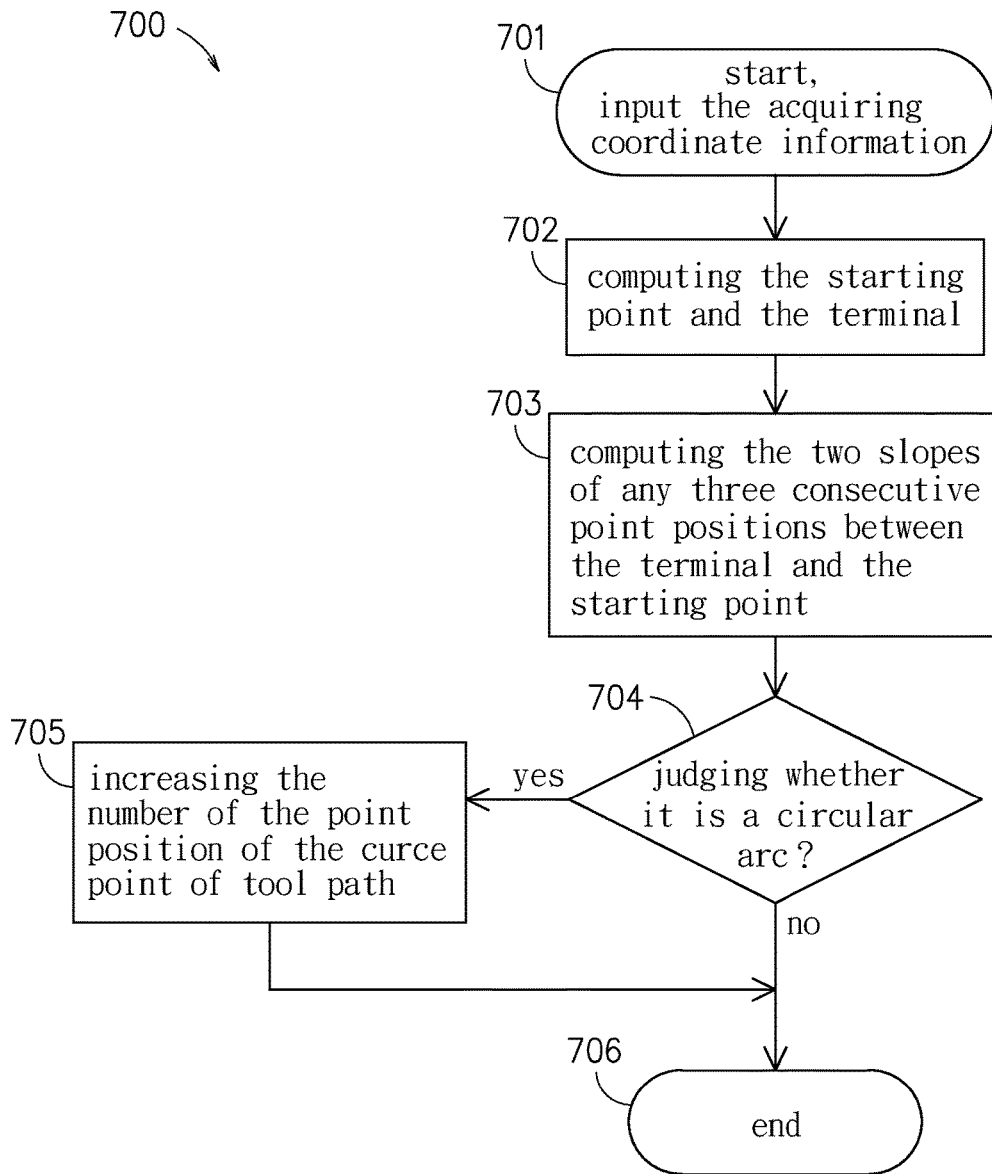 700
701
start,
input the acquiring
coordinate information
702
computing the starting
point and the terminal
703
computing the two slopes
of any three consecutive
point positions between
the terminal and the
starting point
704
judging whether
it is a circular
arc?
yes
no
705
increasing the
number of the point
position of the curce
point of tool path
706
end